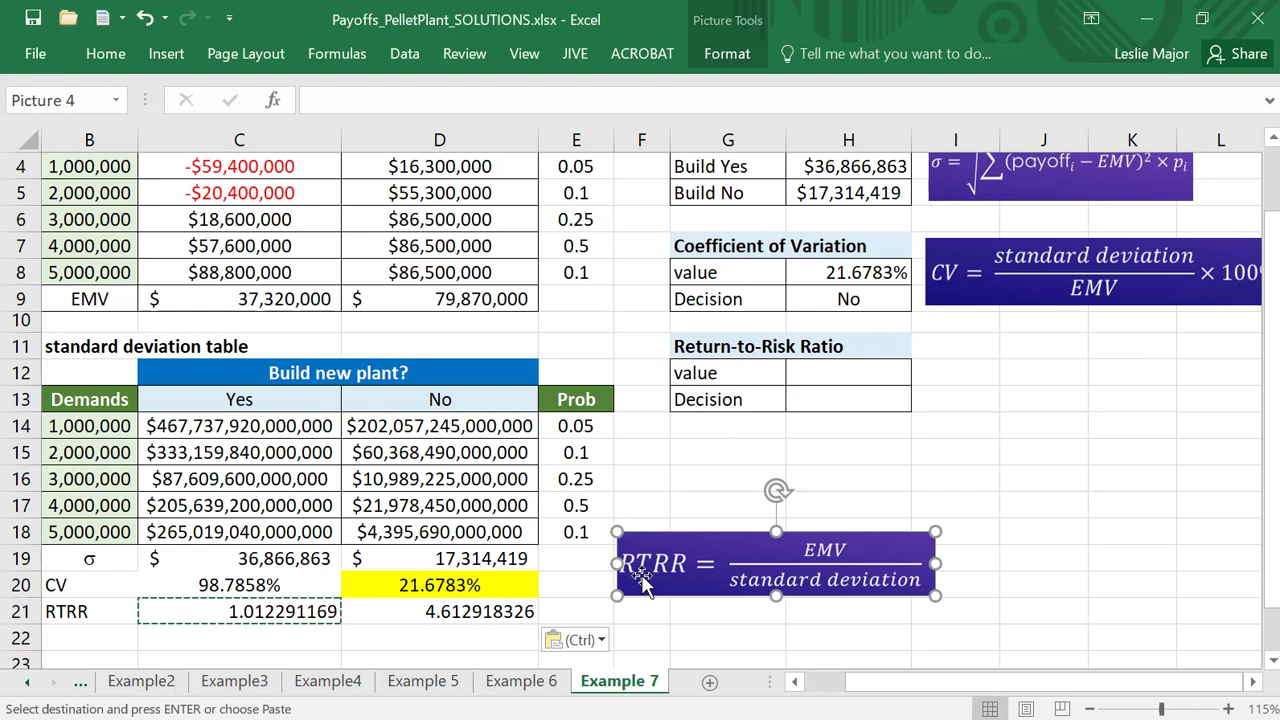 Payoffs_PelletPlant_SOLUTIONS.xlsx - Excel Picture Tools
File Home Insert Page Layout Formulas Data Review View JIVE ACROBAT Format Tell me what you want to do... Leslie Major Share
Picture 4 fx
B C D E F G H I J K L
4 1,000,000 -$59,400,000 $16,300,000 0.05 Build Yes $36,866,863 σ = √∑(payoffᵢ − EMV)² × pᵢ
5 2,000,000 -$20,400,000 $55,300,000 0.1 Build No $17,314,419
6 3,000,000 $18,600,000 $86,500,000 0.25
7 4,000,000 $57,600,000 $86,500,000 0.5 Coefficient of Variation standard deviation
8 5,000,000 $88,800,000 $86,500,000 0.1 value 21.6783% CV = × 100
9 EMV $ 37,320,000 $ 79,870,000 Decision No EMV
10
11 standard deviation table Return-to-Risk Ratio
12 Build new plant? value
13 Demands Yes No Prob Decision
14 1,000,000 $467,737,920,000,000 $202,057,245,000,000 0.05
15 2,000,000 $333,159,840,000,000 $60,368,490,000,000 0.1
16 3,000,000 $87,609,600,000,000 $10,989,225,000,000 0.25
17 4,000,000 $205,639,200,000,000 $21,978,450,000,000 0.5
18 5,000,000 $265,019,040,000,000 $4,395,690,000,000 0.1
19 σ $ 36,866,863 $ 17,314,419 RTRR = EMV
20 CV 98.7858% 21.6783% standard deviation
21 RTRR 1.012291169 4.612918326
22 (Ctrl)
23
... Example2 Example3 Example4 Example 5 Example 6 Example 7
Select destination and press ENTER or choose Paste 115%